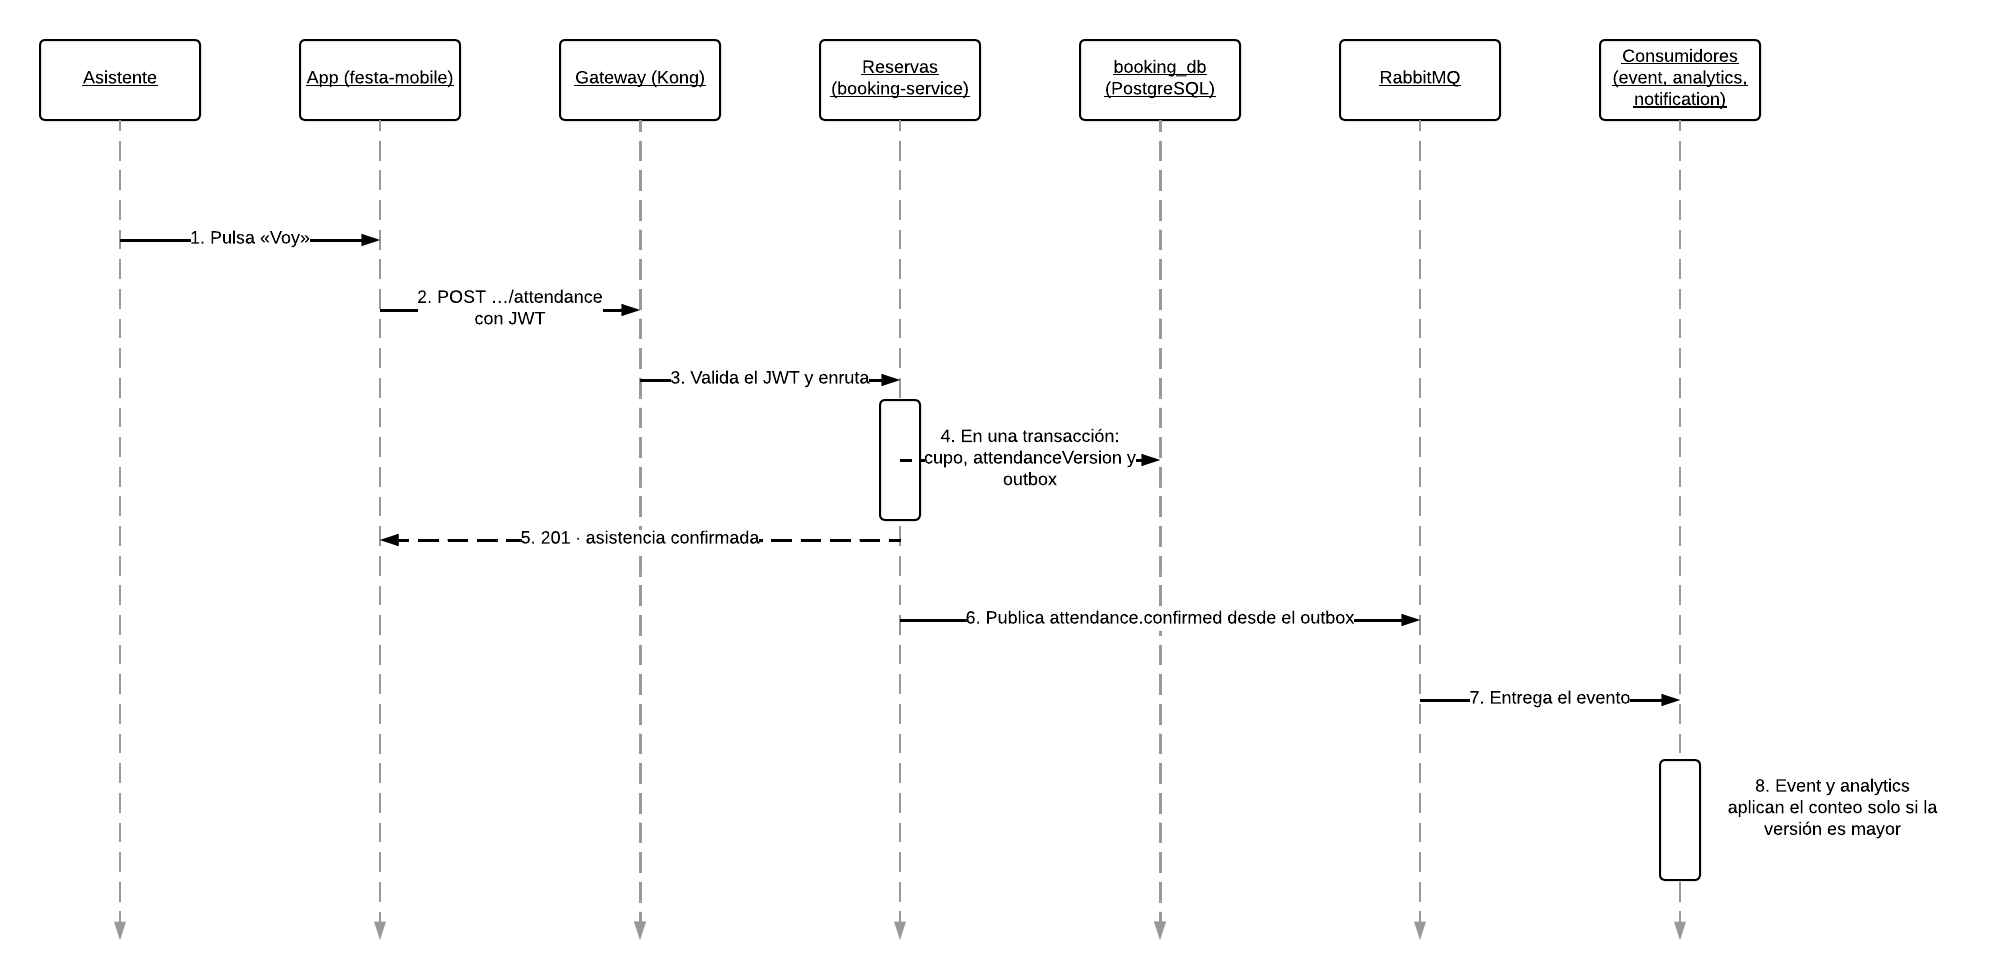 Asistente
App (festa-mobile)
Gateway (Kong)
Reservas
(booking-service)
booking_db
(PostgreSQL)
RabbitMQ
Consumidores
(event, analytics,
notification)
1. Pulsa «Voy»
2. POST …/attendance
con JWT
3. Valida el JWT y enruta
4. En una transacción:
cupo, attendanceVersion y
outbox
5. 201 · asistencia confirmada
6. Publica attendance.confirmed desde el outbox
7. Entrega el evento
8. Event y analytics
aplican el conteo solo si la
versión es mayor